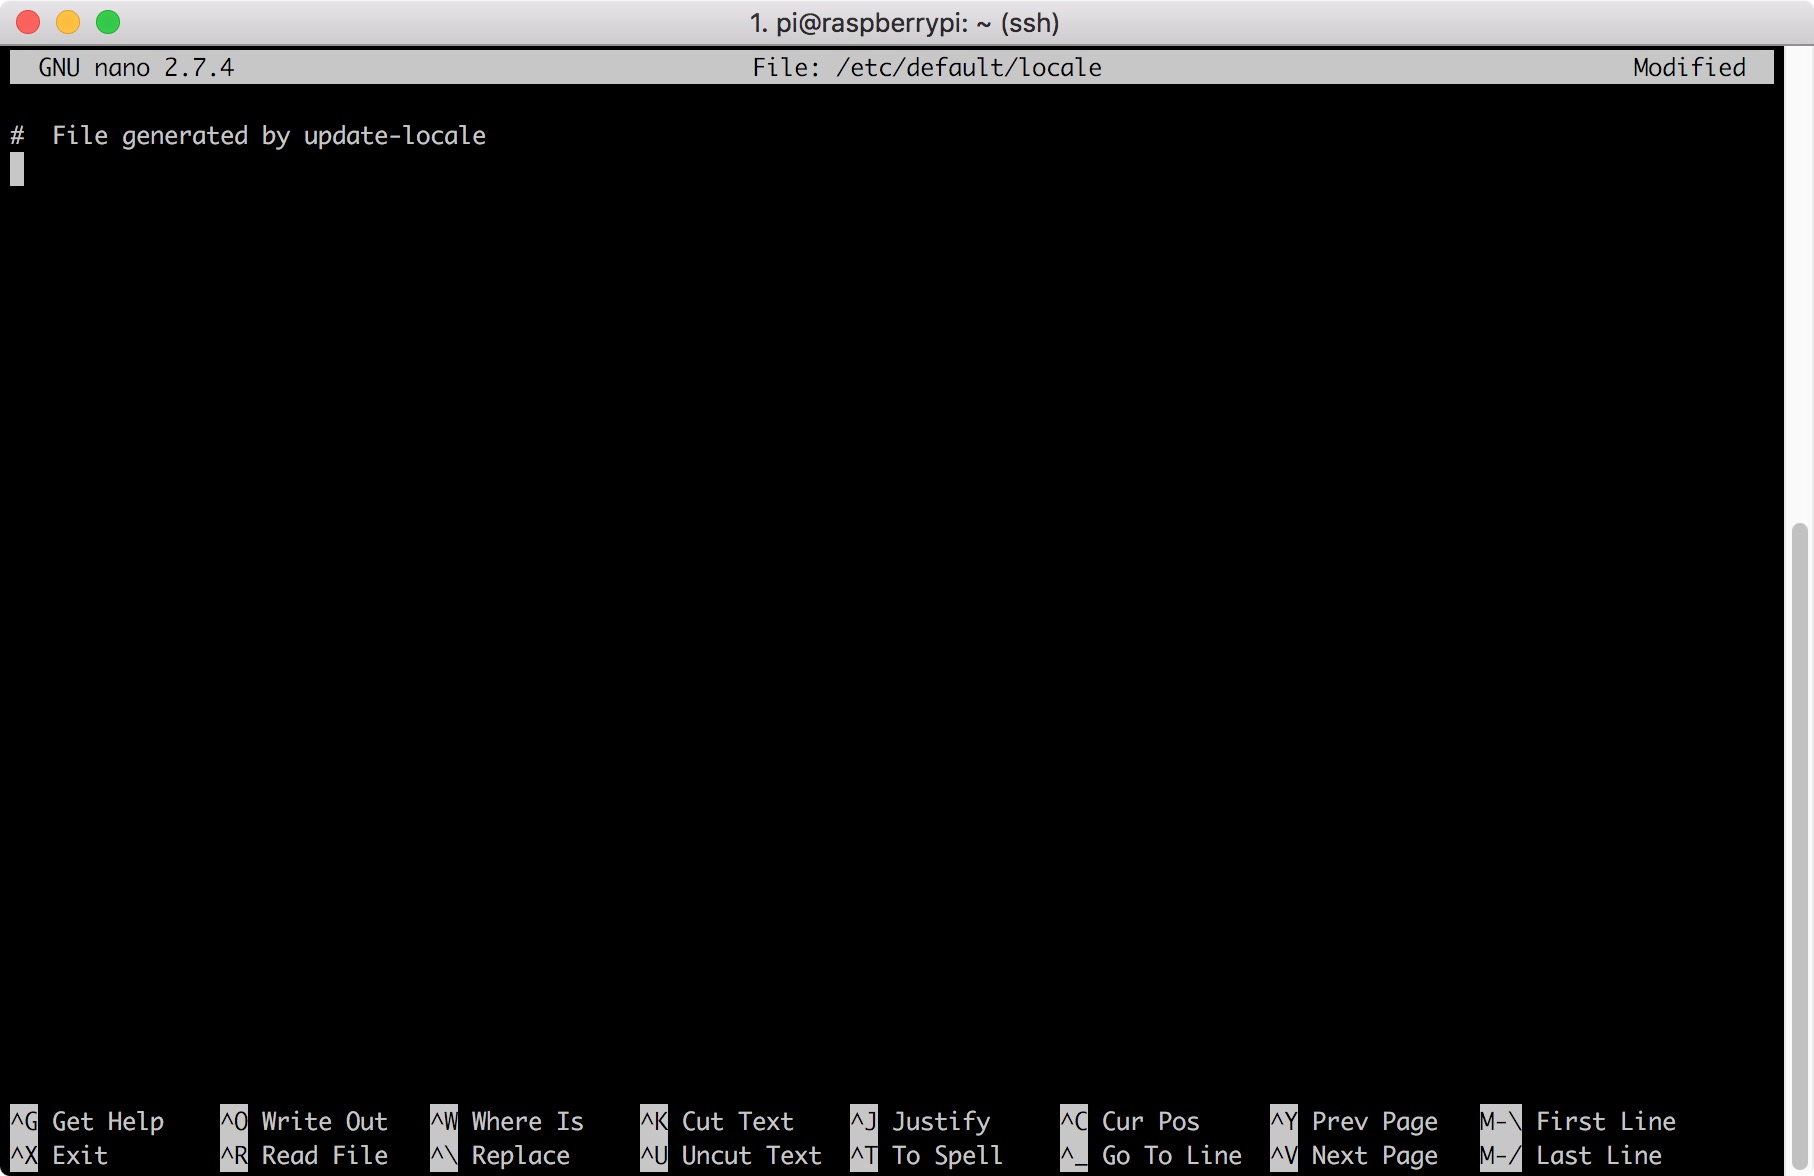 1. pi@raspberrypi: ~ (ssh)
GNU nano 2.7.4 File: /etc/default/locale Modified
#  File generated by update-locale
^G Get Help ^O Write Out ^W Where Is ^K Cut Text ^J Justify ^C Cur Pos ^Y Prev Page M-\ First Line
^X Exit ^R Read File ^\ Replace ^U Uncut Text ^T To Spell ^_ Go To Line ^V Next Page M-/ Last Line